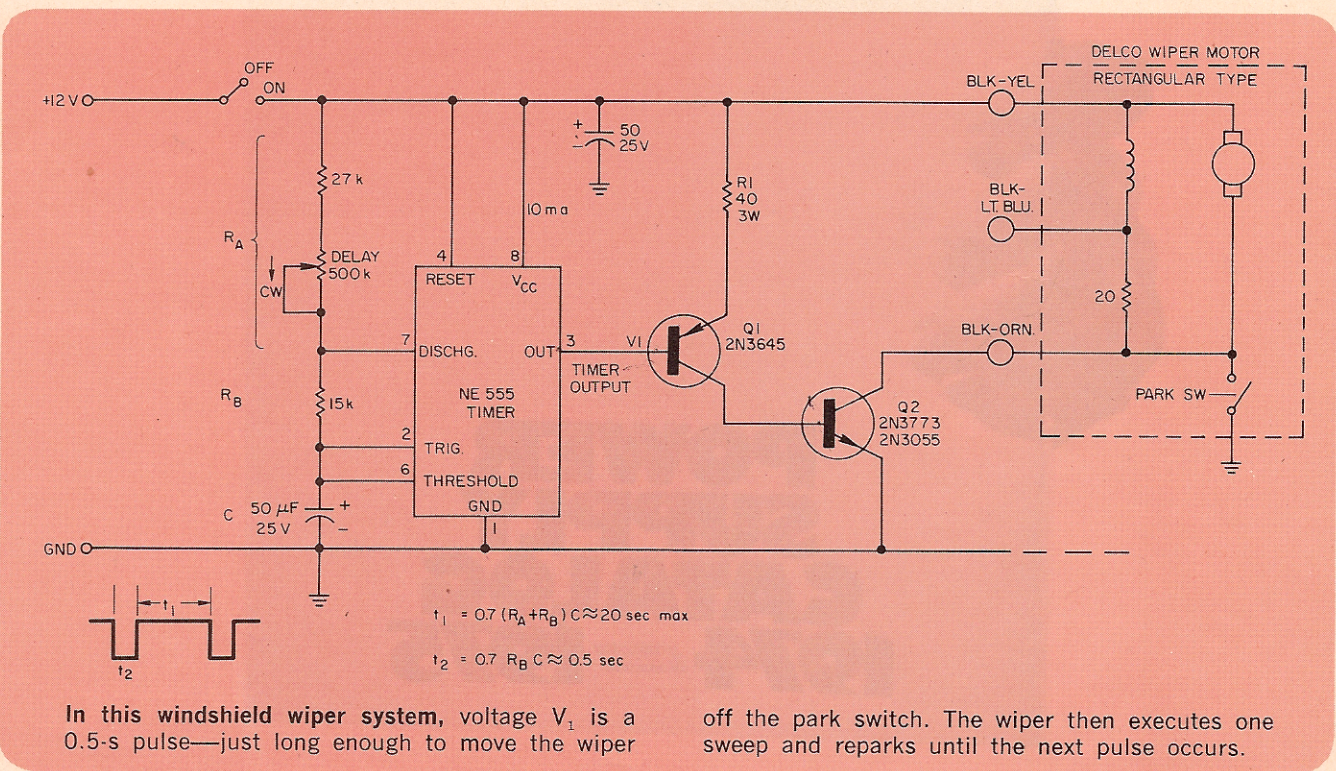 DELCO WIPER MOTOR
RECTANGULAR TYPE
OFF
ON
+12 V
BLK-YEL
+
-
50
25V
27 k
10 ma
R1
40
3W
BLK-
LT. BLU.
RA
DELAY
500 k
CW
4
8
RESET
VCC
20
7
DISCHG.
3
OUT
V1
Q1
2N3645
BLK-ORN.
TIMER
OUTPUT
NE 555
TIMER
RB
15k
PARK SW
Q2
2N3773
2N3055
2
TRIG.
6
THRESHOLD
C
50 µF
25 V
+
-
GND
1
GND
t1
t2
t1 = 0.7 (RA+RB) C≈20 sec max
t2 = 0.7 RB C ≈ 0.5 sec
In this windshield wiper system, voltage V1 is a
0.5-s pulse—just long enough to move the wiper
off the park switch. The wiper then executes one
sweep and reparks until the next pulse occurs.